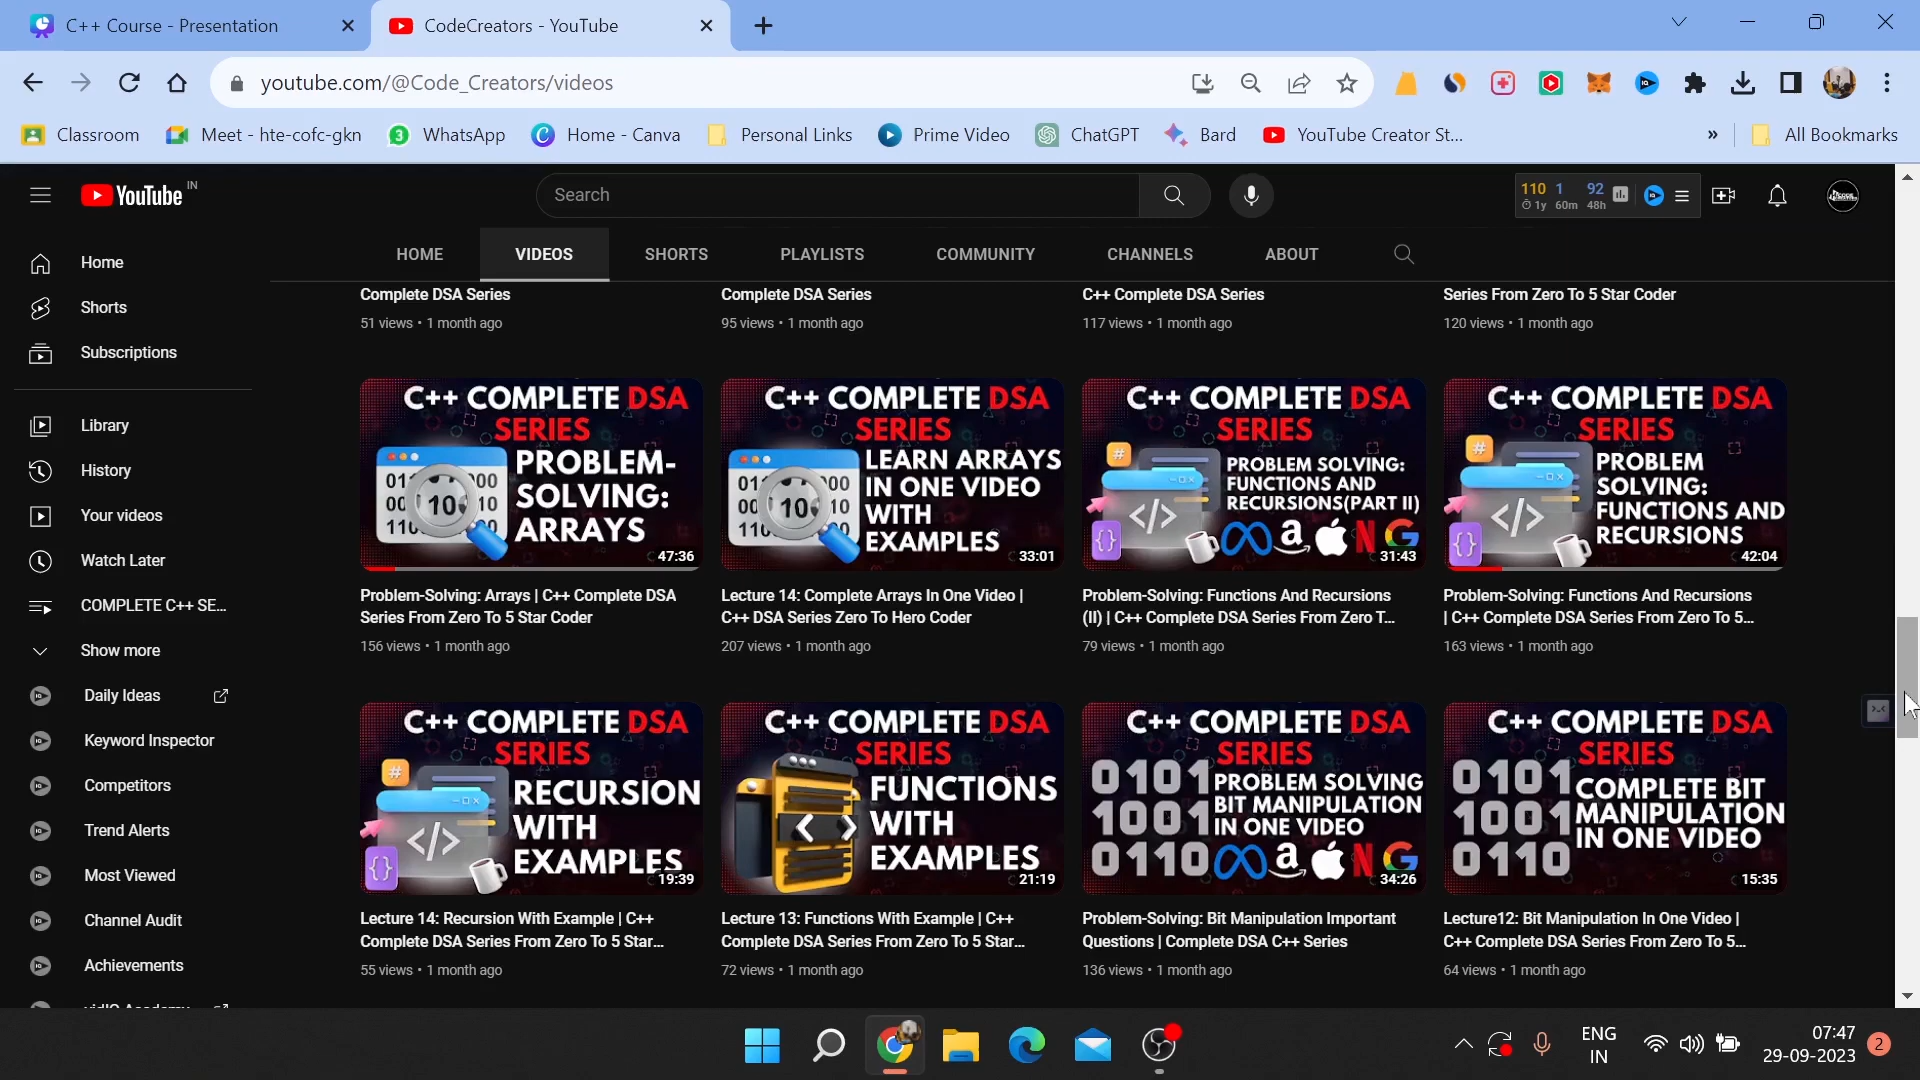 C++ Course - Presentation
CodeCreators - YouTube
youtube.com/@Code_Creators/videos
Classroom
Meet - hte-cofc-gkn
3
WhatsApp
Home - Canva
Personal Links
Prime Video
ChatGPT
Bard
YouTube Creator St...
»
All Bookmarks
YouTube IN
Search
110 1 92
1y 60m 48h
HOME
VIDEOS
SHORTS
PLAYLISTS
COMMUNITY
CHANNELS
ABOUT
Home
Shorts
Subscriptions
Library
History
Your videos
Watch Later
COMPLETE C++ SE...
Show more
Daily Ideas
Keyword Inspector
Competitors
Trend Alerts
Most Viewed
Channel Audit
Achievements
Complete DSA Series
51 views • 1 month ago
Complete DSA Series
95 views • 1 month ago
C++ Complete DSA Series
117 views • 1 month ago
Series From Zero To 5 Star Coder
120 views • 1 month ago
C++ COMPLETE DSA
SERIES
PROBLEM-
SOLVING:
ARRAYS
47:36
Problem-Solving: Arrays | C++ Complete DSA
Series From Zero To 5 Star Coder
156 views • 1 month ago
C++ COMPLETE DSA
SERIES
LEARN ARRAYS
IN ONE VIDEO
WITH
EXAMPLES
33:01
Lecture 14: Complete Arrays In One Video |
C++ DSA Series Zero To Hero Coder
207 views • 1 month ago
C++ COMPLETE DSA
SERIES
PROBLEM SOLVING:
FUNCTIONS AND
RECURSIONS(PART II)
31:43
Problem-Solving: Functions And Recursions
(II) | C++ Complete DSA Series From Zero T...
79 views • 1 month ago
C++ COMPLETE DSA
SERIES
PROBLEM
SOLVING:
FUNCTIONS AND
RECURSIONS
42:04
Problem-Solving: Functions And Recursions
| C++ Complete DSA Series From Zero To 5...
163 views • 1 month ago
C++ COMPLETE DSA
SERIES
RECURSION
WITH
EXAMPLES
19:39
Lecture 14: Recursion With Example | C++
Complete DSA Series From Zero To 5 Star...
55 views • 1 month ago
C++ COMPLETE DSA
SERIES
FUNCTIONS
WITH
EXAMPLES
21:19
Lecture 13: Functions With Example | C++
Complete DSA Series From Zero To 5 Star...
72 views • 1 month ago
C++ COMPLETE DSA
SERIES
0101
1001
0110
PROBLEM SOLVING
BIT MANIPULATION
IN ONE VIDEO
34:26
Problem-Solving: Bit Manipulation Important
Questions | Complete DSA C++ Series
136 views • 1 month ago
C++ COMPLETE DSA
SERIES
0101
1001
0110
COMPLETE BIT
MANIPULATION
IN ONE VIDEO
15:35
Lecture12: Bit Manipulation In One Video |
C++ Complete DSA Series From Zero To 5...
64 views • 1 month ago
ENG
IN
07:47
29-09-2023
2